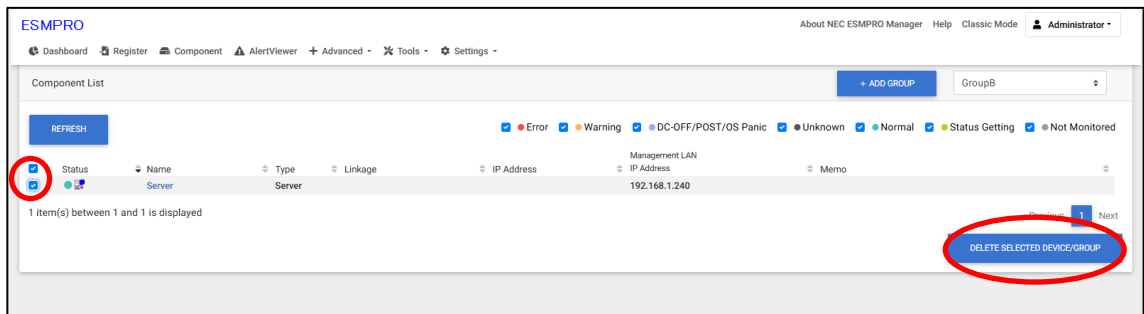 ESMPRO
About NEC ESMPRO Manager Help Classic Mode Administrator
Dashboard Register Component AlertViewer Advanced Tools Settings
Component List
+ ADD GROUP
GroupB
REFRESH
Error Warning DC-OFF/POST/OS Panic Unknown Normal Status Getting Not Monitored
Status Name Type Linkage IP Address Management LAN IP Address Memo
Server Server 192.168.1.240
1 item(s) between 1 and 1 is displayed
Previous 1 Next
DELETE SELECTED DEVICE/GROUP